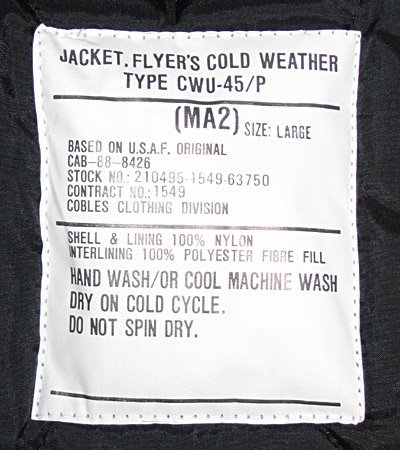 JACKET, FLYER'S COLD WEATHER
TYPE CWU-45/P
(MA2) SIZE: LARGE
BASED ON U.S.A.F. ORIGINAL
CAB-88-8426
STOCK NO.: 210495-1549-63750
CONTRACT NO.: 1549
COBLES CLOTHING DIVISION
SHELL & LINING 100% NYLON
INTERLINING 100% POLYESTER FIBRE FILL
HAND WASH/OR COOL MACHINE WASH
DRY ON COLD CYCLE.
DO NOT SPIN DRY.